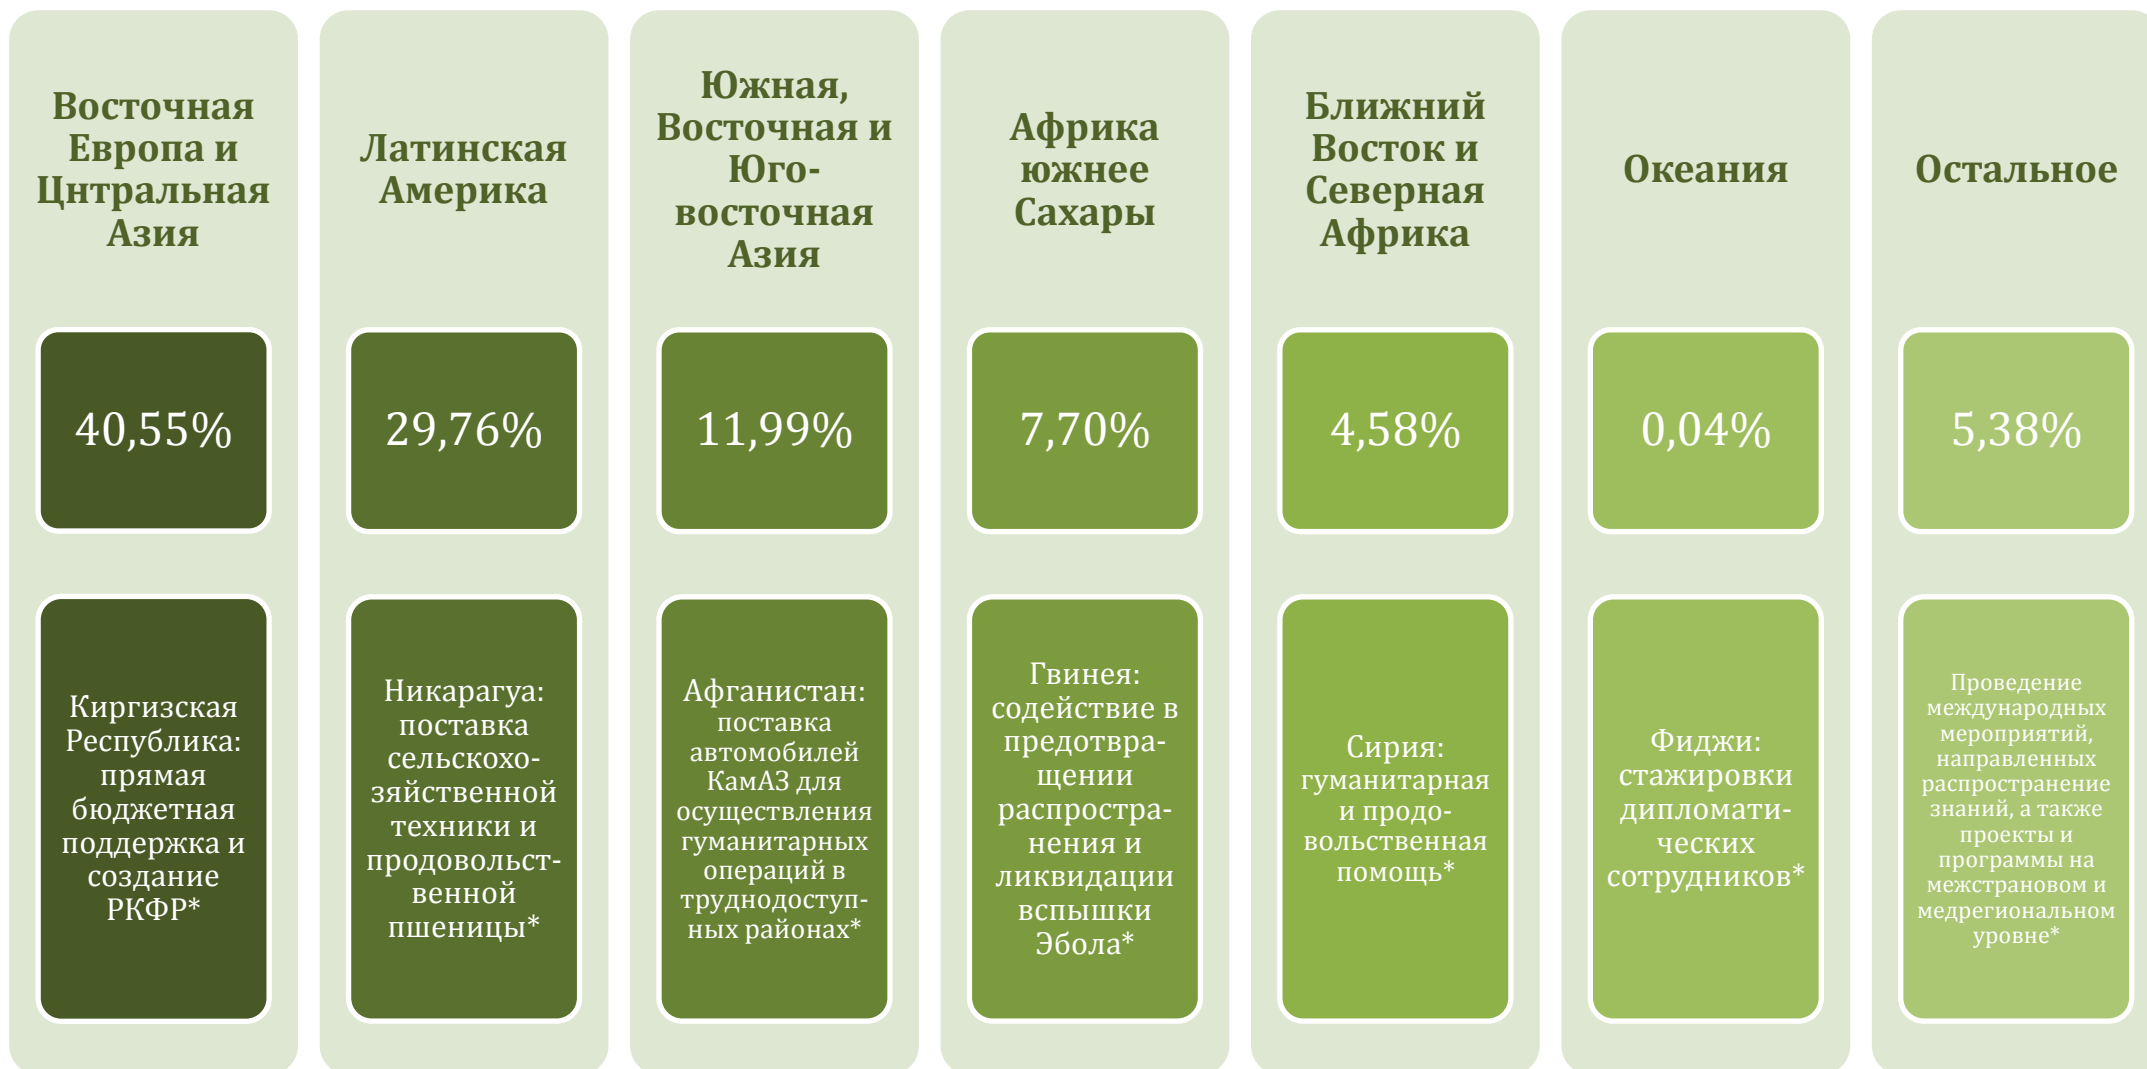 Восточная
Европа и
Цнтральная
Азия
40,55%
Киргизская
Республика:
прямая
бюджетная
поддержка и
создание
РКФР*
Латинская
Америка
29,76%
Никарагуа:
поставка
сельскохо-
зяйственной
техники и
продовольст-
венной
пшеницы*
Южная,
Восточная и
Юго-
восточная
Азия
11,99%
Афганистан:
поставка
автомобилей
КамАЗ для
осуществления
гуманитарных
операций в
труднодоступ-
ных районах*
Африка
южнее
Сахары
7,70%
Гвинея:
содействие в
предотвра-
щении
распростра-
нения и
ликвидации
вспышки
Эбола*
Ближний
Восток и
Северная
Африка
4,58%
Сирия:
гуманитарная
и продо-
вольственная
помощь*
Океания
0,04%
Фиджи:
стажировки
дипломати-
ческих
сотрудников*
Остальное
5,38%
Проведение
международных
мероприятий,
направленных
распространение
знаний, а также
проекты и
программы на
межстрановом и
медрегиональном
уровне*